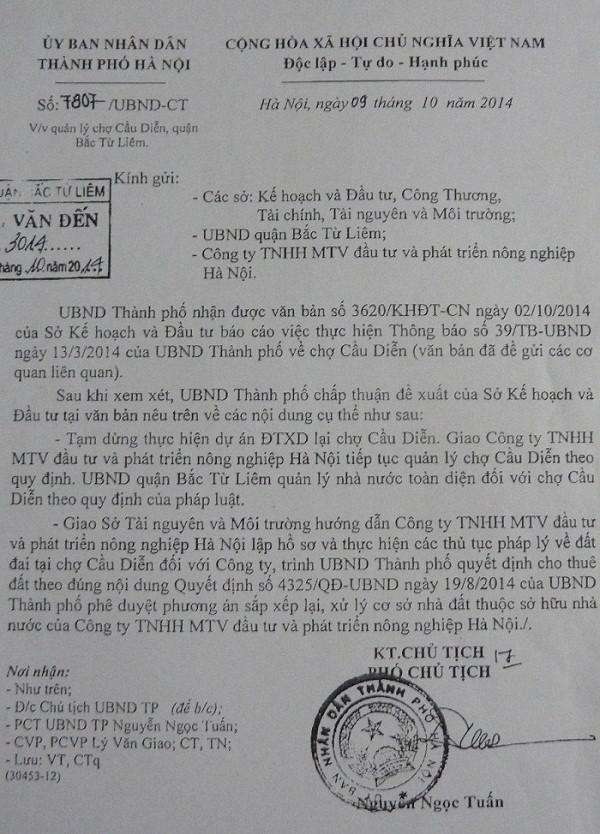 ỦY BAN NHÂN DÂN
THÀNH PHỐ HÀ NỘI
CỘNG HÒA XÃ HỘI CHỦ NGHĨA VIỆT NAM
Độc lập - Tự do - Hạnh phúc
Số: 7807 /UBND-CT
Hà Nội, ngày 09 tháng 10 năm 2014
V/v quản lý chợ Cầu Diễn, quận
Bắc Từ Liêm.
Kính gửi:
- Các sở: Kế hoạch và Đầu tư, Công Thương,
Tài chính, Tài nguyên và Môi trường;
- UBND quận Bắc Từ Liêm;
- Công ty TNHH MTV đầu tư và phát triển nông nghiệp
Hà Nội.
BẮC TỪ LIÊM
VĂN ĐẾN
3014......
10 năm 2014
UBND Thành phố nhận được văn bản số 3620/KHĐT-CN ngày 02/10/2014
của Sở Kế hoạch và Đầu tư báo cáo việc thực hiện Thông báo số 39/TB-UBND
ngày 13/3/2014 của UBND Thành phố về chợ Cầu Diễn (văn bản đã đề gửi các cơ
quan liên quan).
Sau khi xem xét, UBND Thành phố chấp thuận đề xuất của Sở Kế hoạch và
Đầu tư tại văn bản nêu trên về các nội dung cụ thể như sau:
- Tạm dừng thực hiện dự án ĐTXD lại chợ Cầu Diễn. Giao Công ty TNHH
MTV đầu tư và phát triển nông nghiệp Hà Nội tiếp tục quản lý chợ Cầu Diễn theo
quy định. UBND quận Bắc Từ Liêm quản lý nhà nước toàn diện đối với chợ Cầu
Diễn theo quy định của pháp luật.
- Giao Sở Tài nguyên và Môi trường hướng dẫn Công ty TNHH MTV đầu tư
và phát triển nông nghiệp Hà Nội lập hồ sơ và thực hiện các thủ tục pháp lý về đất
đai tại chợ Cầu Diễn đối với Công ty, trình UBND Thành phố quyết định cho thuê
đất theo đúng nội dung Quyết định số 4325/QĐ-UBND ngày 19/8/2014 của UBND
Thành phố phê duyệt phương án sắp xếp lại, xử lý cơ sở nhà đất thuộc sở hữu nhà
nước của Công ty TNHH MTV đầu tư và phát triển nông nghiệp Hà Nội./.
KT.CHỦ TỊCH
PHÓ CHỦ TỊCH
Nơi nhận:
- Như trên;
- Đ/c Chủ tịch UBND TP (để b/c);
- PCT UBND TP Nguyễn Ngọc Tuấn;
- CVP, PCVP Lý Văn Giao; CT, TN;
- Lưu: VT, CTq
(30453-12)
ỦY BAN NHÂN DÂN THÀNH PHỐ HÀ NỘI
Nguyễn Ngọc Tuấn